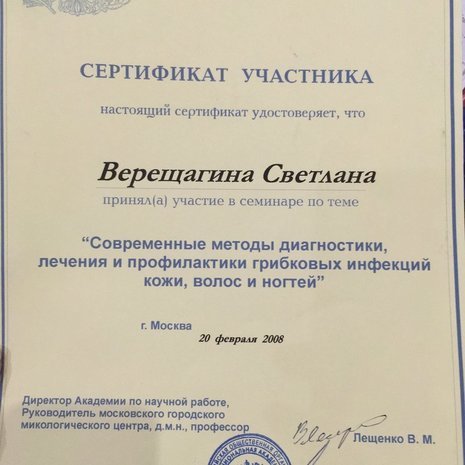 СЕРТИФИКАТ УЧАСТНИКА
настоящий сертификат удостоверяет, что
Верещагина Светлана
принял(а) участие в семинаре по теме
“Современные методы диагностики,
лечения и профилактики грибковых инфекций
кожи, волос и ногтей”
г. Москва
20 февраля 2008
Директор Академии по научной работе,
Руководитель московского городского
микологического центра, д.м.н., профессор
Лещенко В. М.